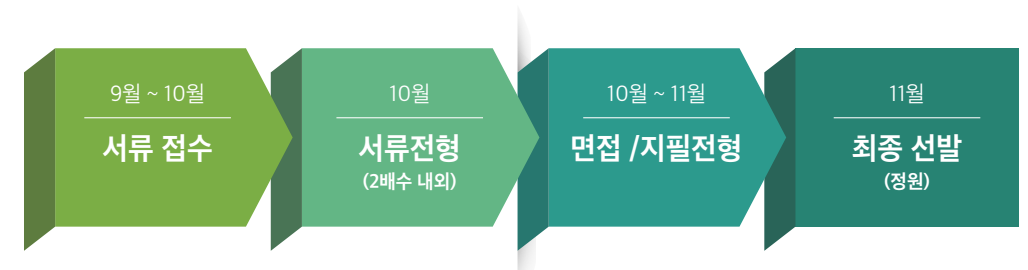 9월 ~ 10월
서류 접수
10월
서류전형
(2배수 내외)
10월 ~ 11월
면접 /지필전형
11월
최종 선발
(정원)